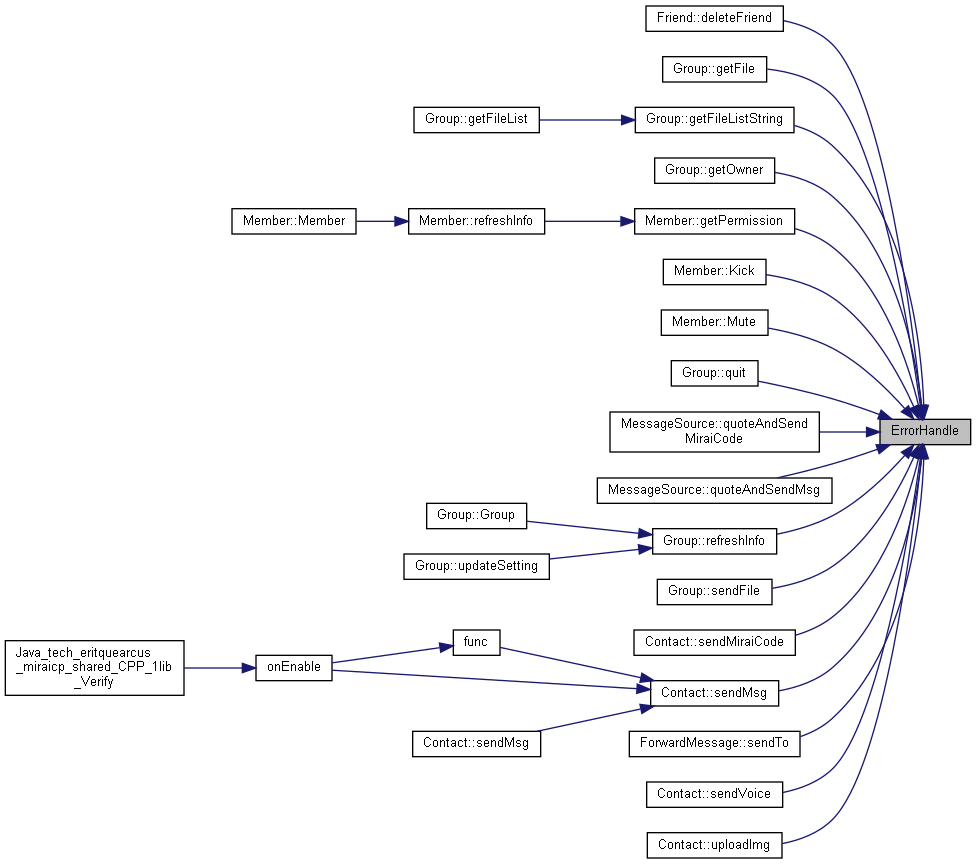 Friend::deleteFriend
Group::getFile
Group::getFileList
Group::getFileListString
Group::getOwner
Member::Member
Member::refreshInfo
Member::getPermission
Member::Kick
Member::Mute
Group::quit
MessageSource::quoteAndSend
MiraiCode
ErrorHandle
MessageSource::quoteAndSendMsg
Group::Group
Group::refreshInfo
Group::updateSetting
Group::sendFile
func
Contact::sendMiraiCode
Java_tech_eritquearcus
_miraicp_shared_CPP_1lib
_Verify
onEnable
Contact::sendMsg
Contact::sendMsg
ForwardMessage::sendTo
Contact::sendVoice
Contact::uploadImg